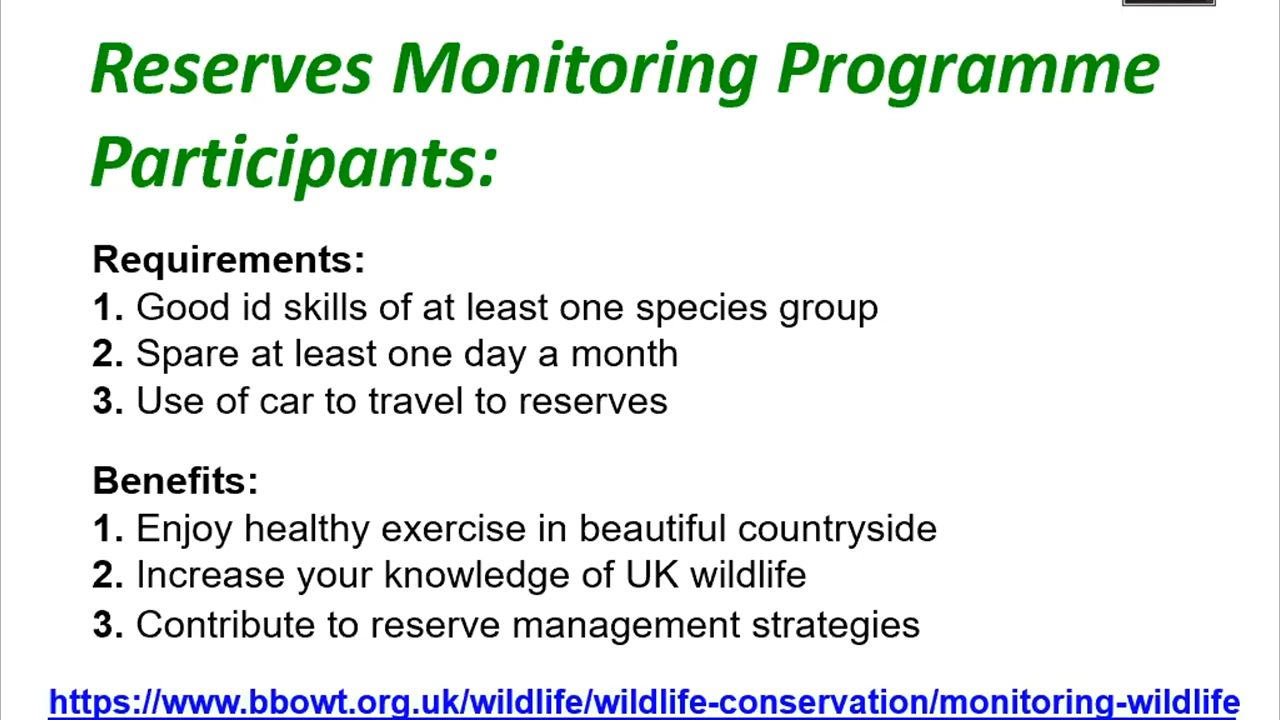 Reserves Monitoring Programme
Participants:
Requirements:
1. Good id skills of at least one species group
2. Spare at least one day a month
3. Use of car to travel to reserves
Benefits:
1. Enjoy healthy exercise in beautiful countryside
2. Increase your knowledge of UK wildlife
3. Contribute to reserve management strategies
https://www.bbowt.org.uk/wildlife/wildlife-conservation/monitoring-wildlife